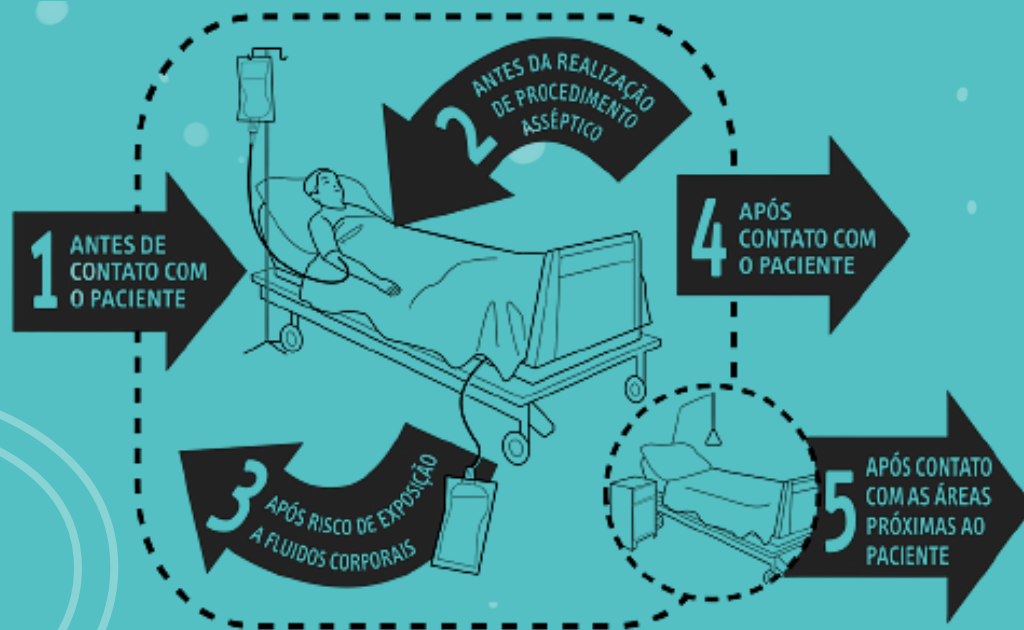 1
ANTES DE
CONTATO COM
O PACIENTE
2
ANTES DA REALIZAÇÃO
DE PROCEDIMENTO
ASSÉPTICO
3
APÓS RISCO DE EXPOSIÇÃO
A FLUIDOS CORPORAIS
4
APÓS
CONTATO COM
O PACIENTE
5
APÓS CONTATO
COM AS ÁREAS
PRÓXIMAS AO
PACIENTE